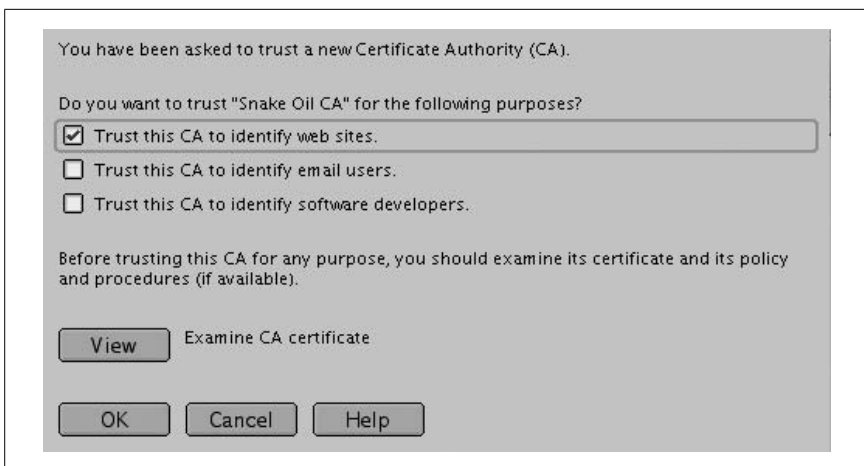 You have been asked to trust a new Certificate Authority (CA).
Do you want to trust "Snake Oil CA" for the following purposes?
Trust this CA to identify web sites.
Trust this CA to identify email users.
Trust this CA to identify software developers.
Before trusting this CA for any purpose, you should examine its certificate and its policy
and procedures (if available).
View Examine CA certificate
OK Cancel Help